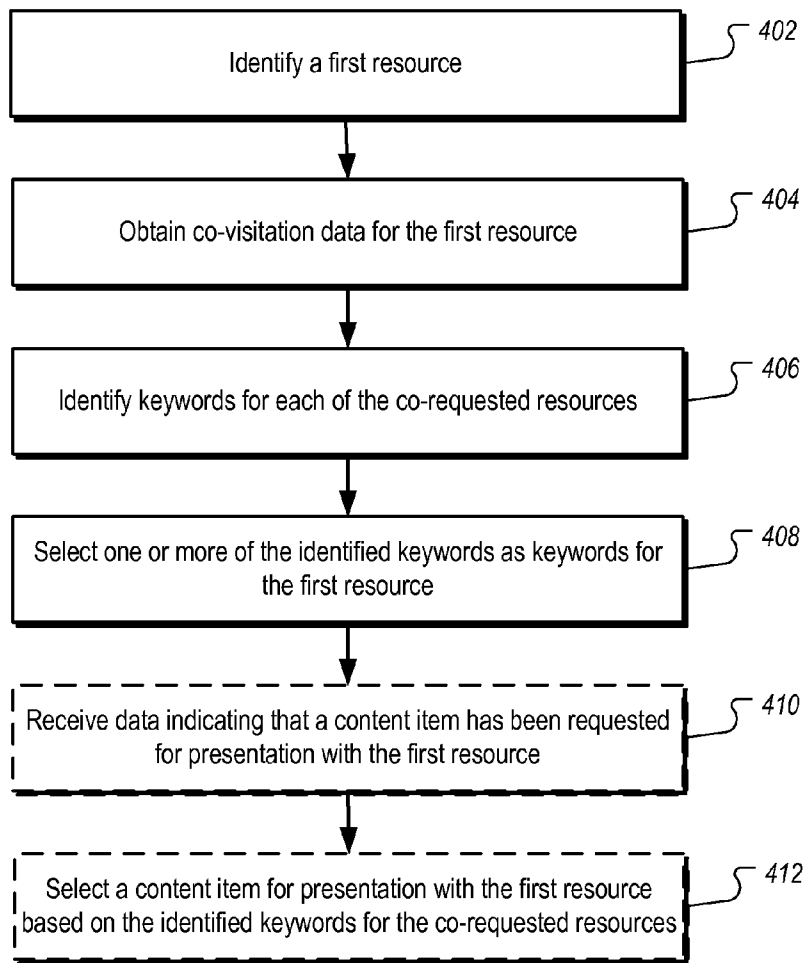 402
Identify a first resource
404
Obtain co-visitation data for the first resource
406
Identify keywords for each of the co-requested resources
408
Select one or more of the identified keywords as keywords for
the first resource
410
Receive data indicating that a content item has been requested
for presentation with the first resource
412
Select a content item for presentation with the first resource
based on the identified keywords for the co-requested resources